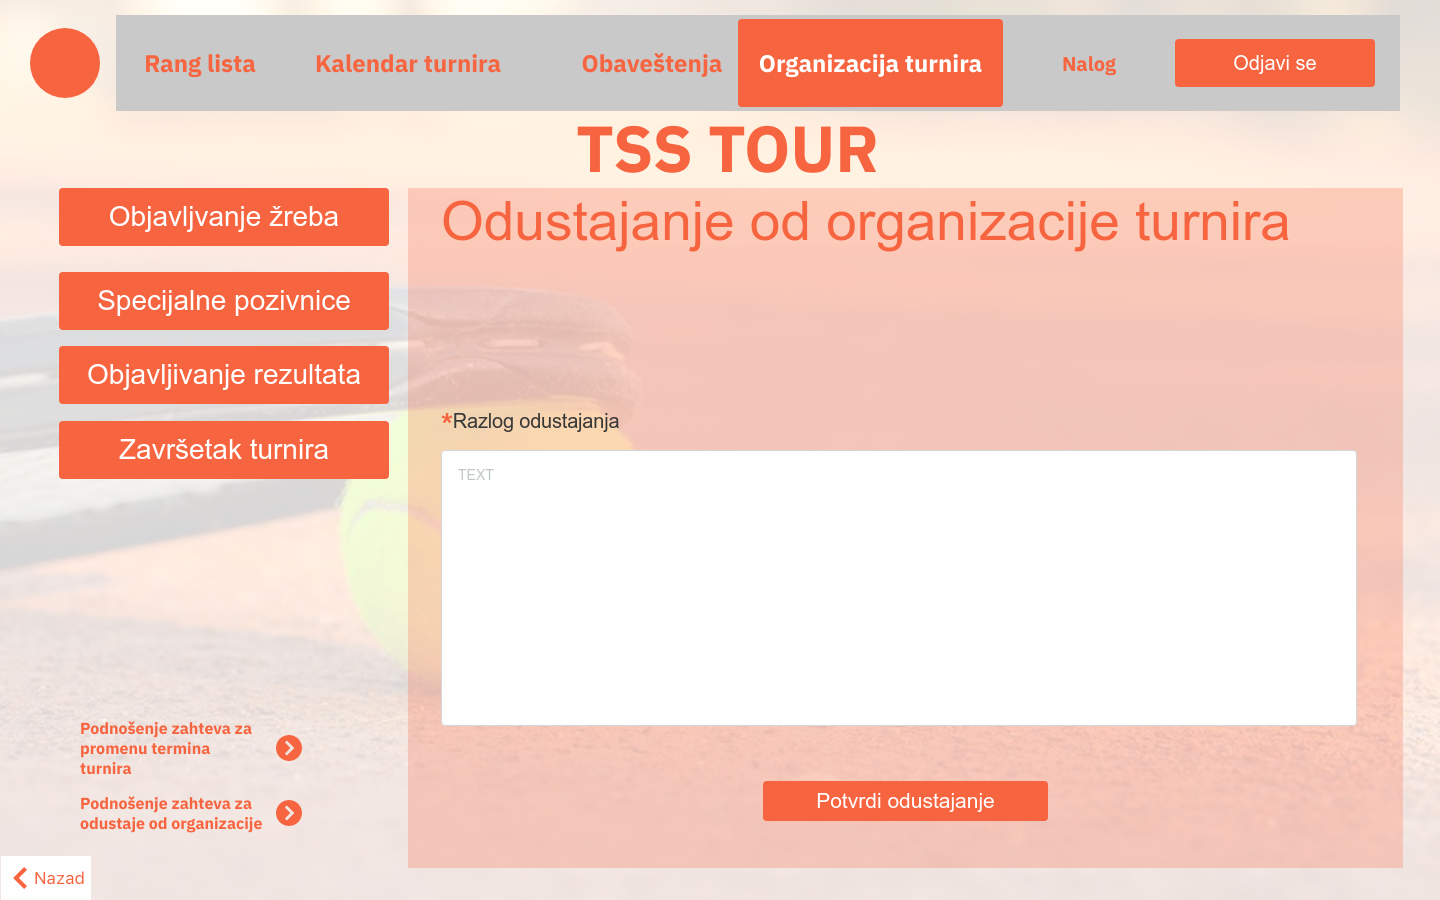 Rang lista
Kalendar turnira
Obaveštenja
Organizacija turnira
Nalog
Odjavi se
TSS TOUR
Objavljvanje žreba
Specijalne pozivnice
Objavljivanje rezultata
Završetak turnira
Odustajanje od organizacije turnira
*Razlog odustajanja
TEXT
Potvrdi odustajanje
Podnošenje zahteva za
promenu termina
turnira
Podnošenje zahteva za
odustaje od organizacije
Nazad